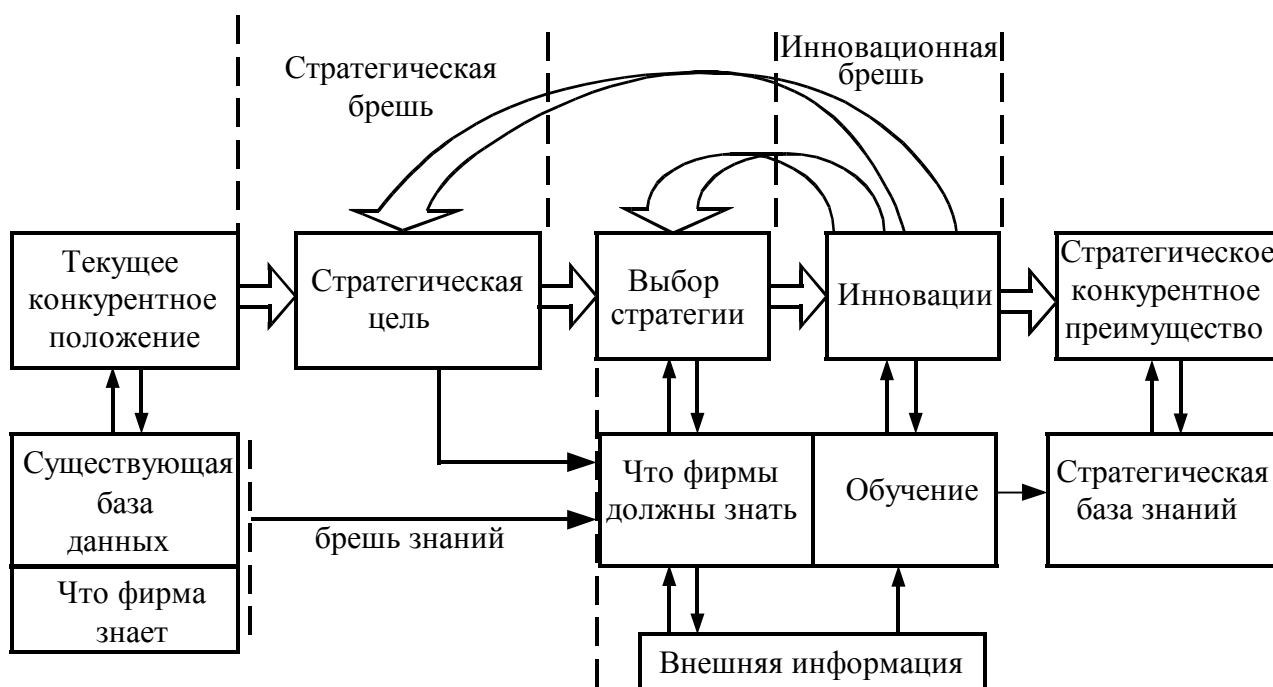 Стратегическая
брешь
Инновационная
брешь
Текущее
конкурентное
положение
Стратегическая
цель
Выбор
стратегии
Инновации
Стратегическое
конкурентное
преимущество
Существующая
база
данных
Что фирма
знает
брешь знаний
Что фирмы
должны знать
Обучение
Стратегическая
база знаний
Внешняя информация